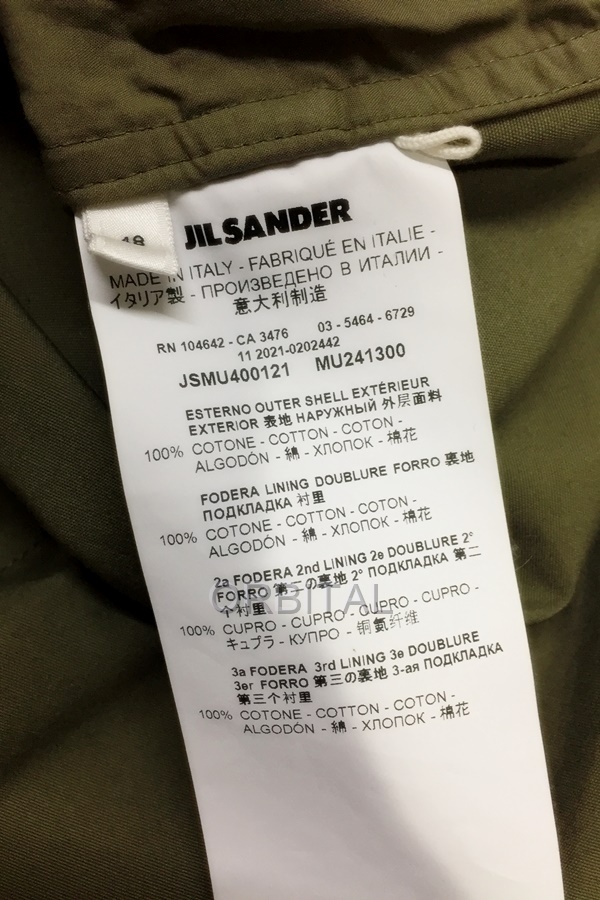 48
JIL SANDER
MADE IN ITALY - FABRIQUÉ EN ITALIE -
イタリア製 - ПРОИЗВЕДЕНО В ИТАЛИИ -
意大利制造
RN 104642 - CA 3476 03 - 5464 - 6729
11 2021-0202442
JSMU400121 MU241300
ESTERNO OUTER SHELL EXTÉRIEUR
EXTERIOR 表地 НАРУЖНЫЙ 外层面料
100% COTONE - COTTON - COTON -
ALGODÓN - 綿 - ХЛОПОК - 棉花
FODERA LINING DOUBLURE FORRO 裏地
ПОДКЛАДКА 衬里
100% COTONE - COTTON - COTON -
ALGODÓN - 綿 - ХЛОПОК - 棉花
2a FODERA 2nd LINING 2e DOUBLURE 2°
FORRO 第二の裏地 2° ПОДКЛАДКА 第二
个衬里
ORBITAL
100% CUPRO - CUPRO - CUPRO - CUPRO -
キュプラ - КУПРО - 铜氨纤维
3a FODERA 3rd LINING 3e DOUBLURE
3er FORRO 第三の裏地 3-ая ПОДКЛАДКА
第三个衬里
100% COTONE - COTTON - COTON -
ALGODÓN - 綿 - ХЛОПОК - 棉花